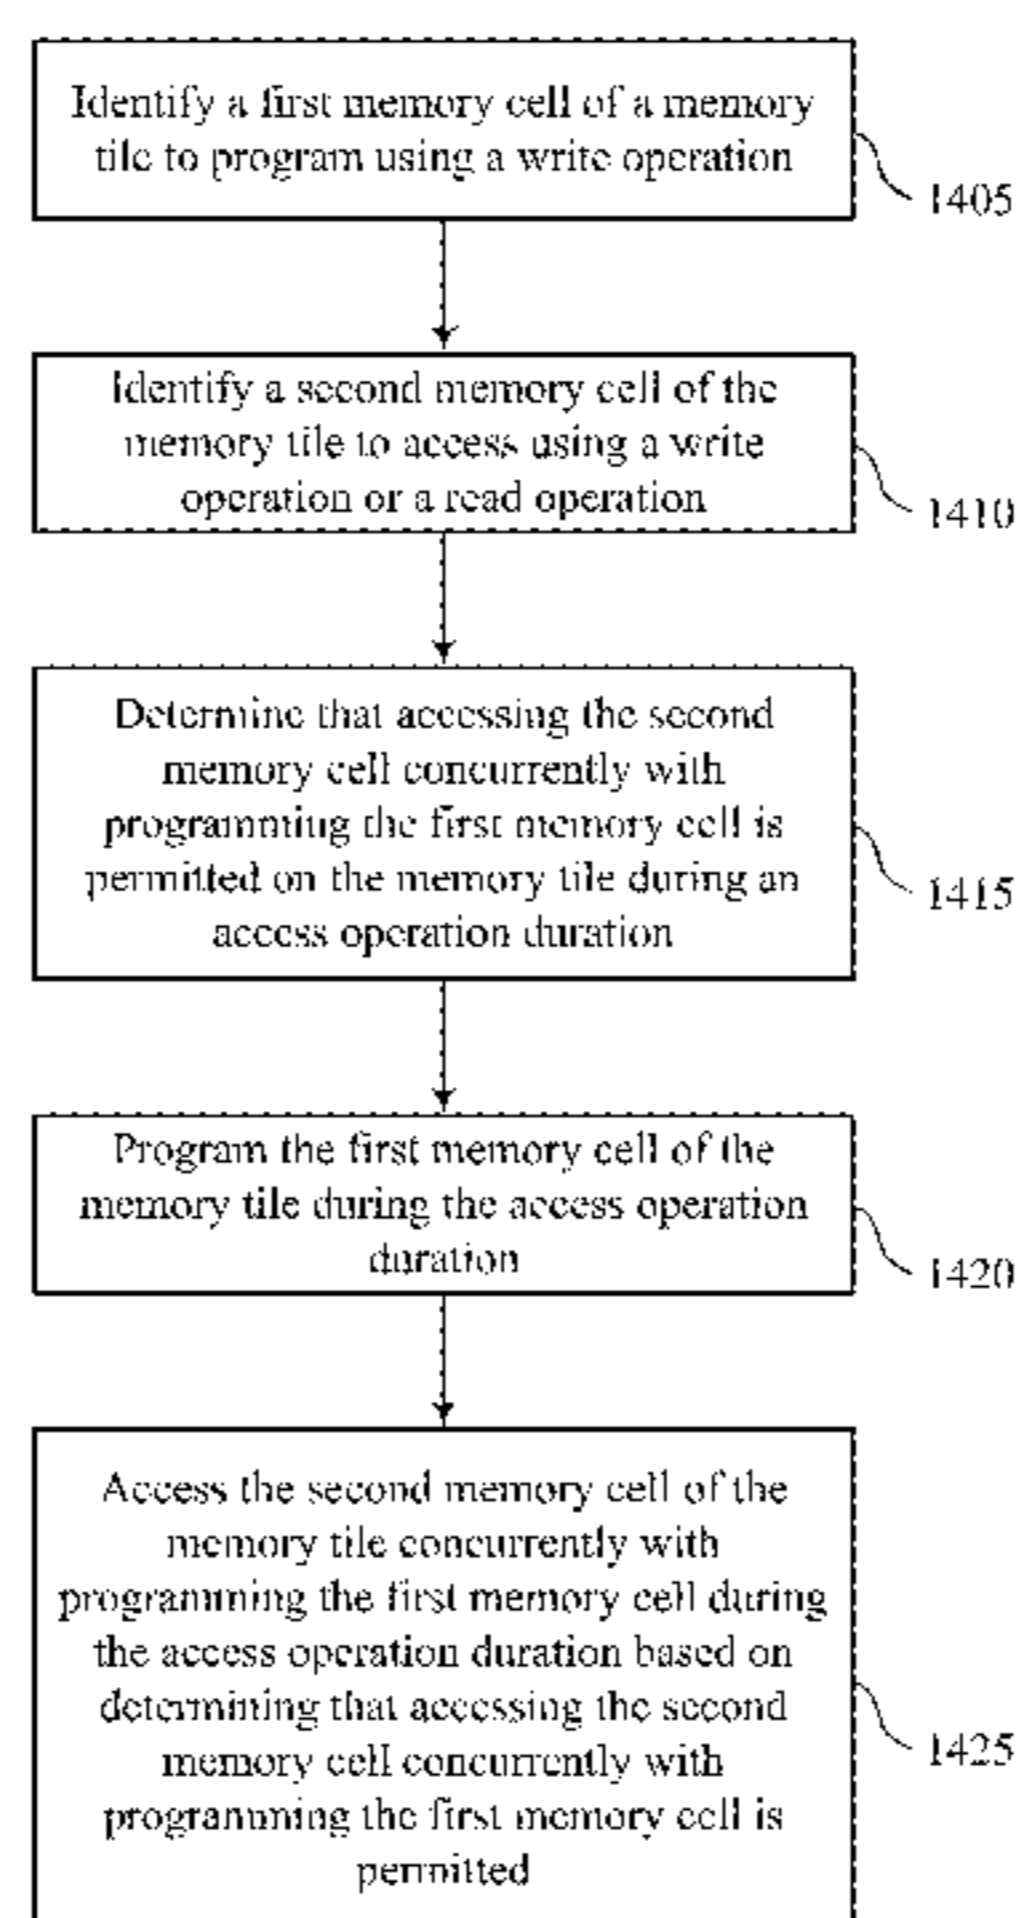 Identify a first memory cell of a memory
tile to program using a write operation
1405
Identify a second memory cell of the
memory tile to access using a write
operation or a read operation
1410
Determine that accessing the second
memory cell concurrently with
programming the first memory cell is
permitted on the memory tile during an
access operation duration
1415
Program the first memory cell of the
memory tile during the access operation
duration
1420
Access the second memory cell of the
memory tile concurrently with
programming the first memory cell during
the access operation duration based on
determining that accessing the second
memory cell concurrently with
programming the first memory cell is
permitted
1425